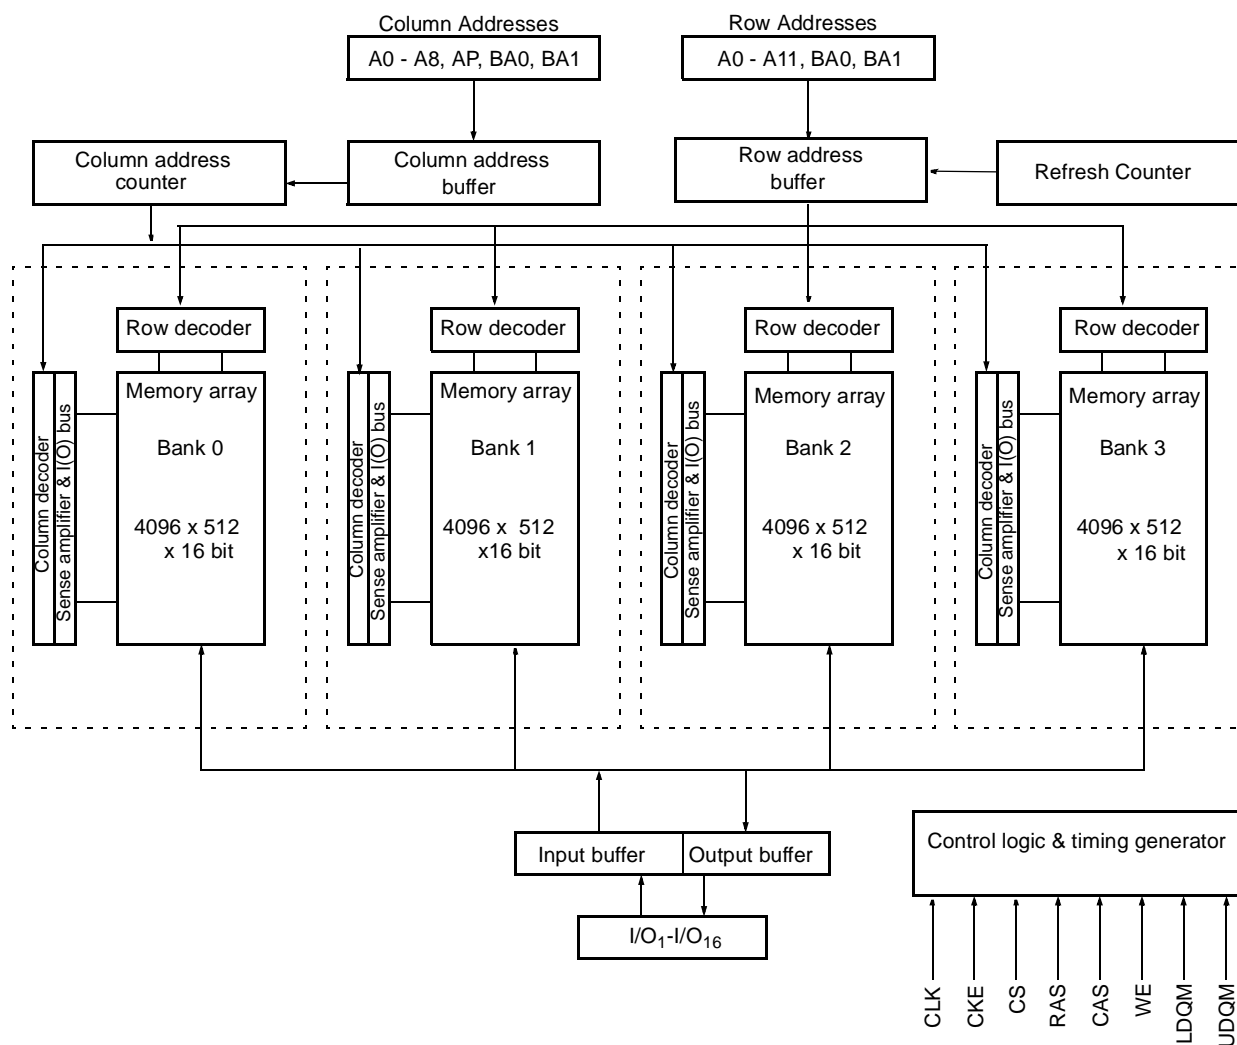 Column Addresses
Row Addresses
A0 - A8, AP, BA0, BA1
A0 - A11, BA0, BA1
Column address
counter
Column address
buffer
Row address
buffer
Refresh Counter
Row decoder
Row decoder
Row decoder
Row decoder
Column decoder
Sense amplifier & I(O) bus
Memory array
Bank 0
4096 x 512
x 16 bit
Column decoder
Sense amplifier & I(O) bus
Memory array
Bank 1
4096 x 512
x16 bit
Column decoder
Sense amplifier & I(O) bus
Memory array
Bank 2
4096 x 512
x 16 bit
Column decoder
Sense amplifier & I(O) bus
Memory array
Bank 3
4096 x 512
x 16 bit
Input buffer
Output buffer
I/O1-I/O16
Control logic & timing generator
CLK
CKE
CS
RAS
CAS
WE
LDQM
UDQM